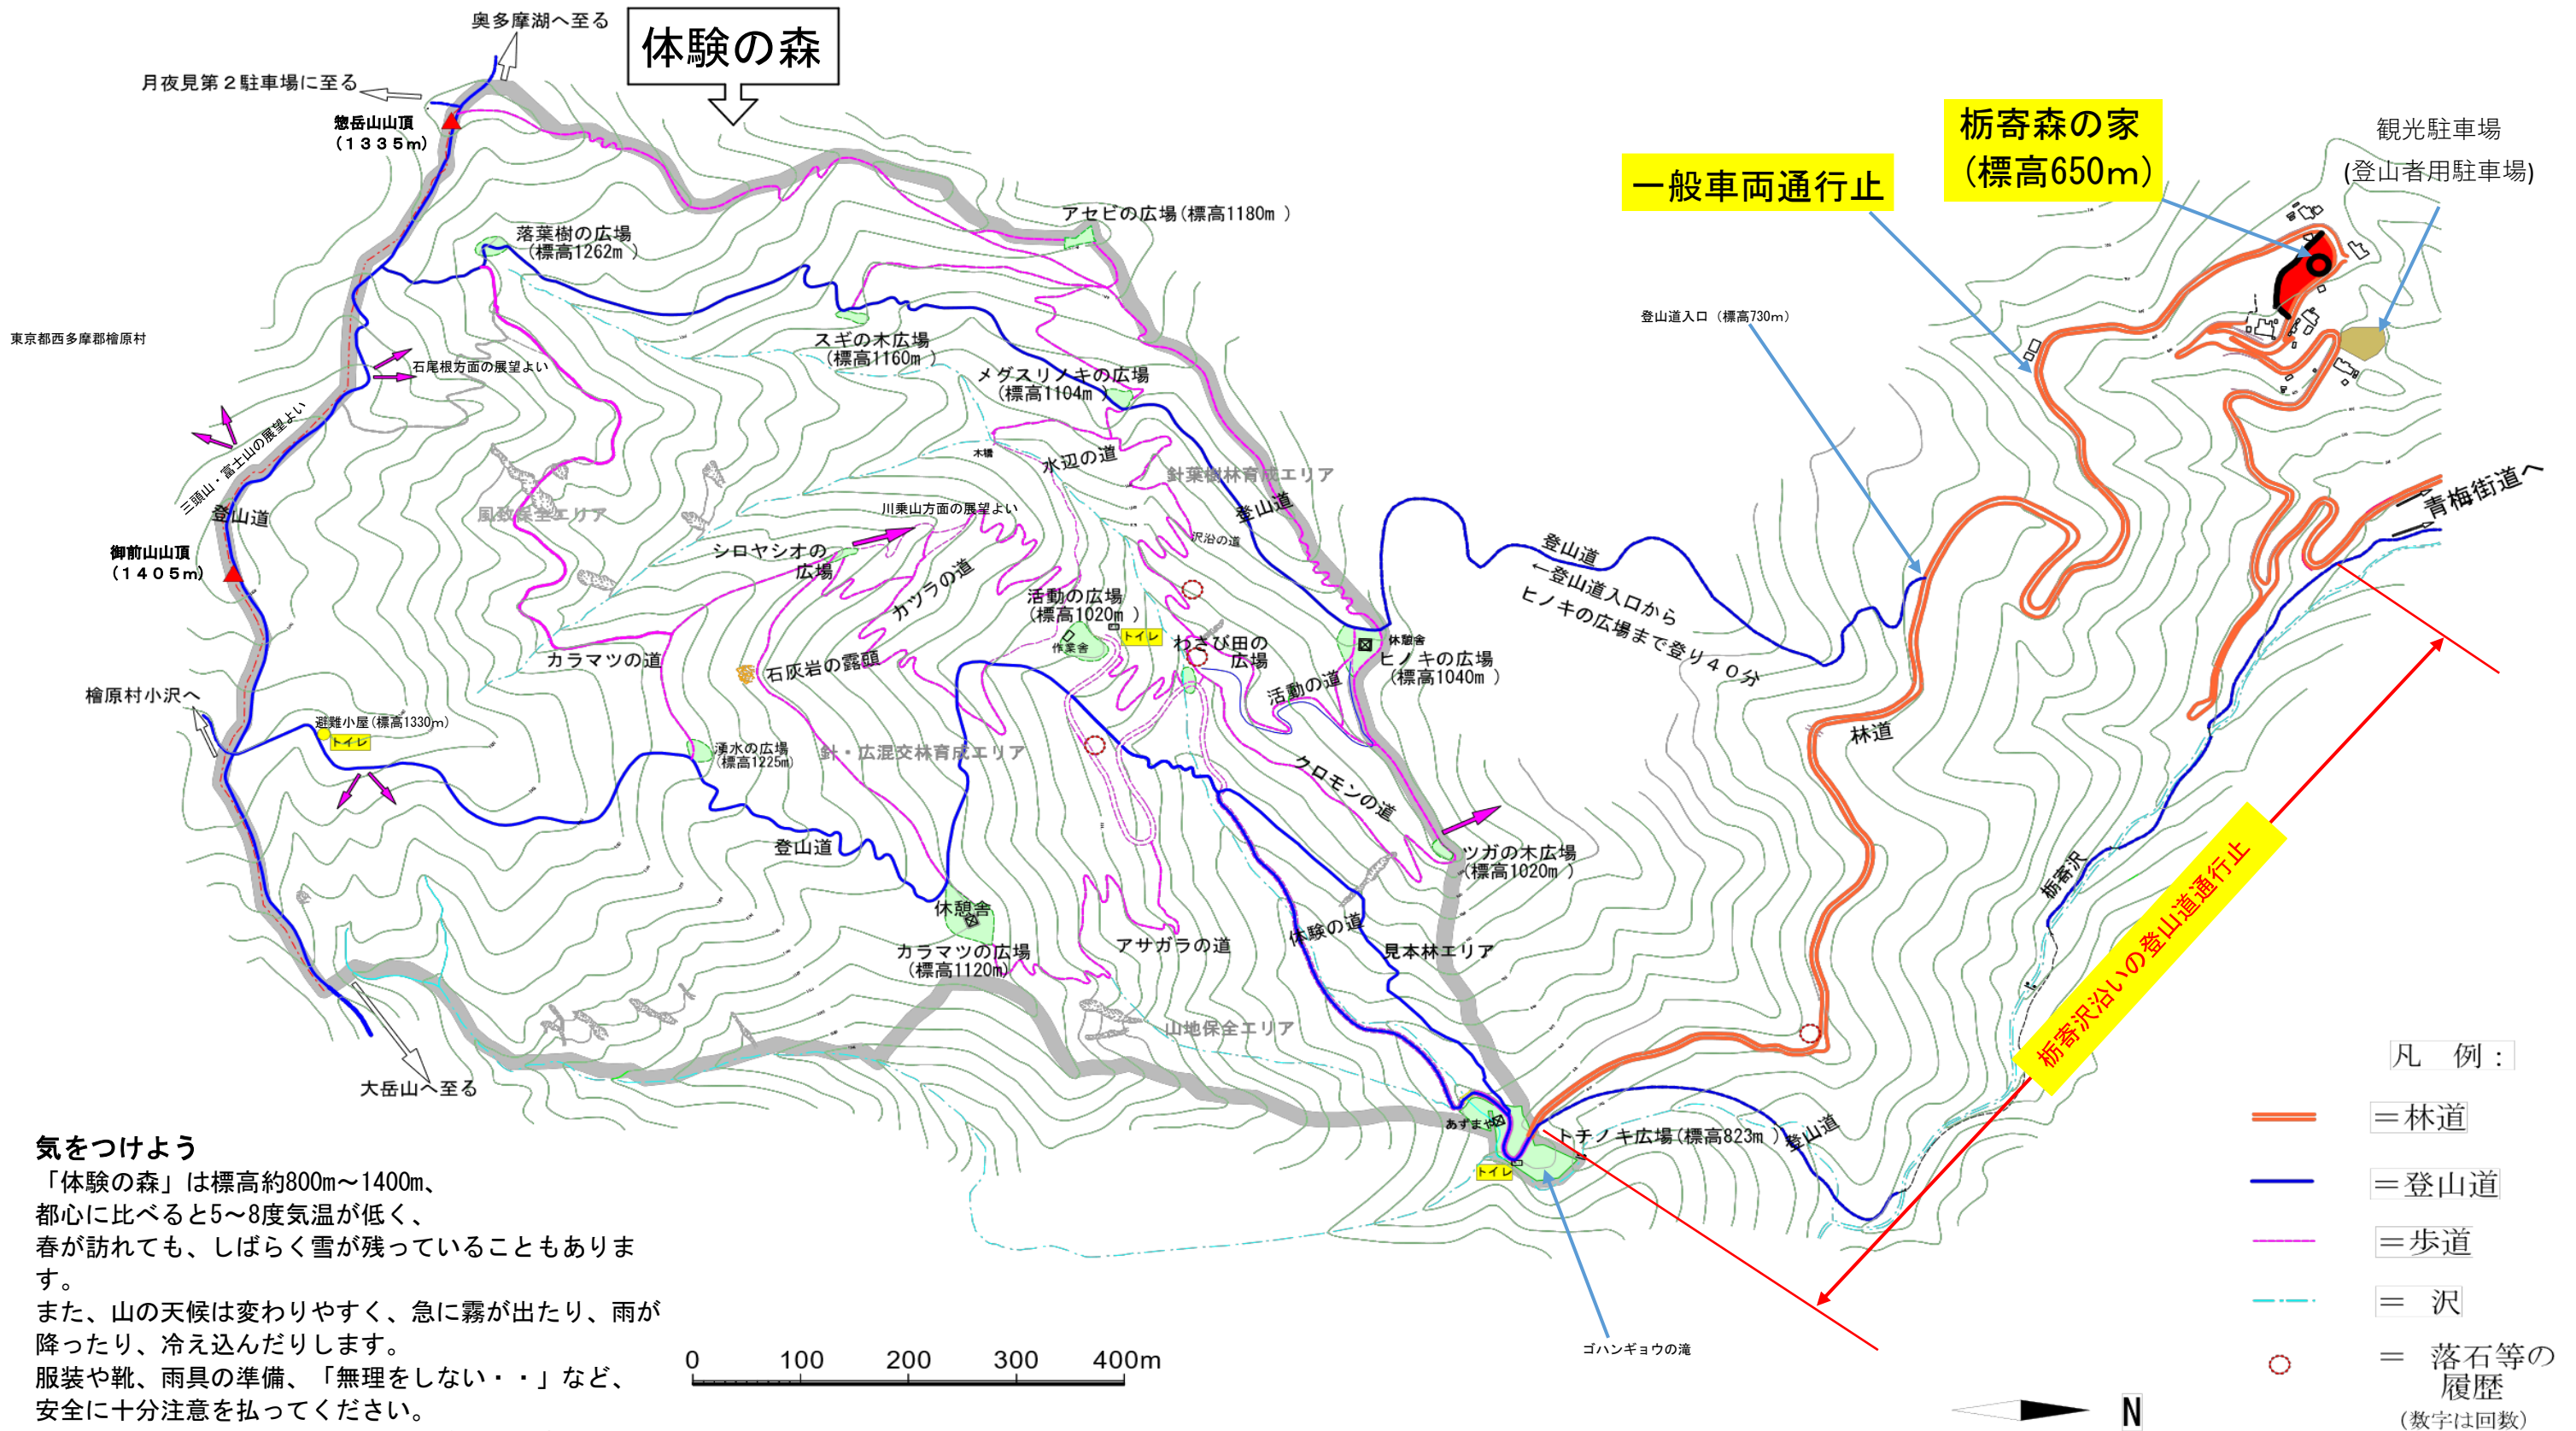 奥多摩湖へ至る
体験の森
月夜見第2駐車場に至る
惣岳山山頂
(1335m)
栃寄森の家
(標高650m)
観光駐車場
(登山者用駐車場)
一般車両通行止
アセビの広場(標高1180m )
落葉樹の広場
(標高1262m )
登山道入口(標高730m)
東京都西多摩郡檜原村
スギの木広場
(標高1160m )
石尾根方面の展望よい
メグスリノキの広場
(標高1104m )
三頭山・富士山の展望よい
木橋
水辺の道
針葉樹林育成エリア
登山道
風致保全エリア
川乗山方面の展望よい
登山道
沢沿の道
青梅街道へ
御前山山頂
(1405m)
シロヤシオの
広場
カツラの道
登山道
←登山道入口から
ヒノキの広場まで登り40分
活動の広場
(標高1020m )
作業舎
トイレ
わさび田の
広場
休憩舎
ヒノキの広場
(標高1040m )
カラマツの道
石灰岩の露頭
活動の道
檜原村小沢へ
避難小屋(標高1330m)
トイレ
湧水の広場
(標高1225m)
針・広混交林育成エリア
林道
クロモンの道
登山道
ツガの木広場
(標高1020m )
栃寄沢
栃寄沢沿いの登山道通行止
休憩舎
カラマツの広場
(標高1120m)
アサガラの道
体験の道
見本林エリア
山地保全エリア
大岳山へ至る
あずまや
トチノキ広場(標高823m )
登山道
トイレ
ゴハンギョウの滝
気をつけよう
「体験の森」は標高約800m~1400m、
都心に比べると5~8度気温が低く、
春が訪れても、しばらく雪が残っていることもありま
す。
また、山の天候は変わりやすく、急に霧が出たり、雨が
降ったり、冷え込んだりします。
服装や靴、雨具の準備、「無理をしない・・」など、
安全に十分注意を払ってください。
0 100 200 300 400m
N
凡 例:
=林道
=登山道
=歩道
= 沢
= 落石等の
履歴
(数字は回数)